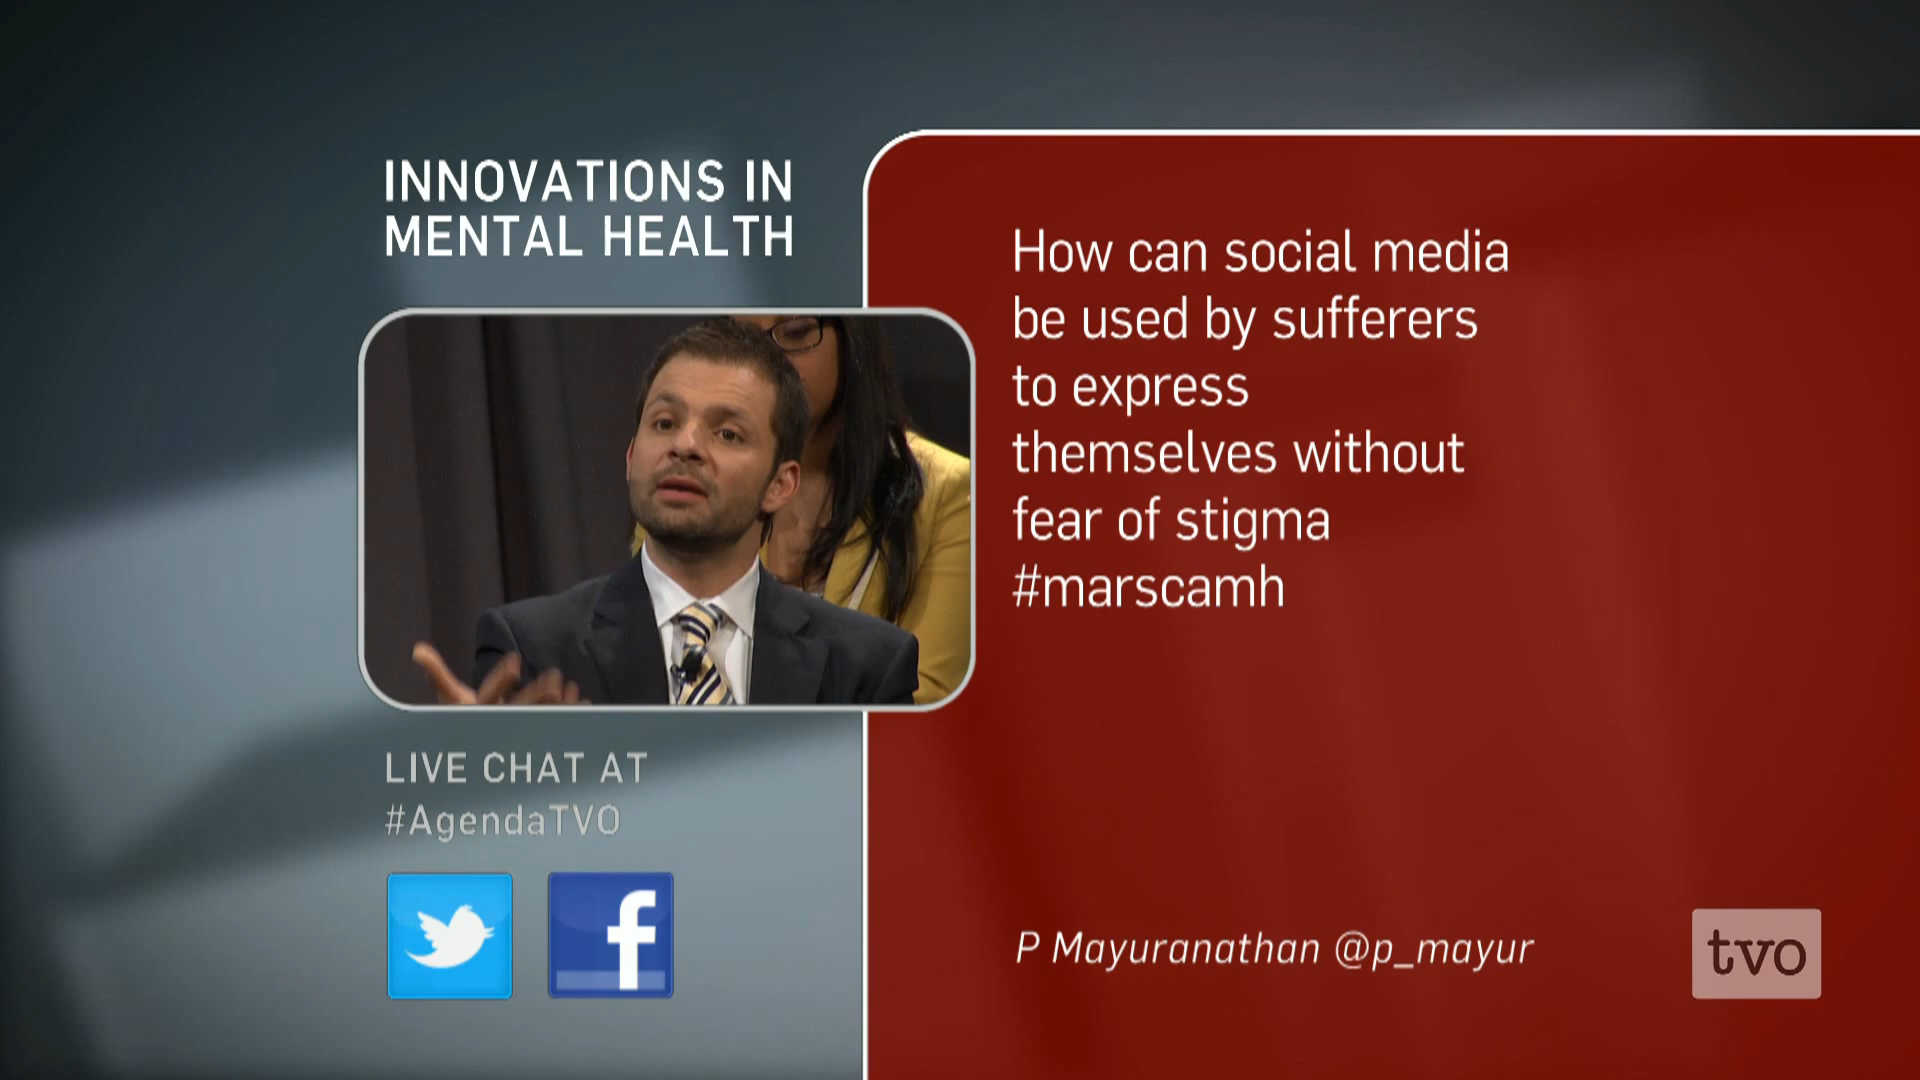 INNOVATIONS IN
MENTAL HEALTH
How can social media
be used by sufferers
to express
themselves without
fear of stigma
#marscamh
LIVE CHAT AT
#AgendaTVO
f
P Mayuranathan @p_mayur
tvo